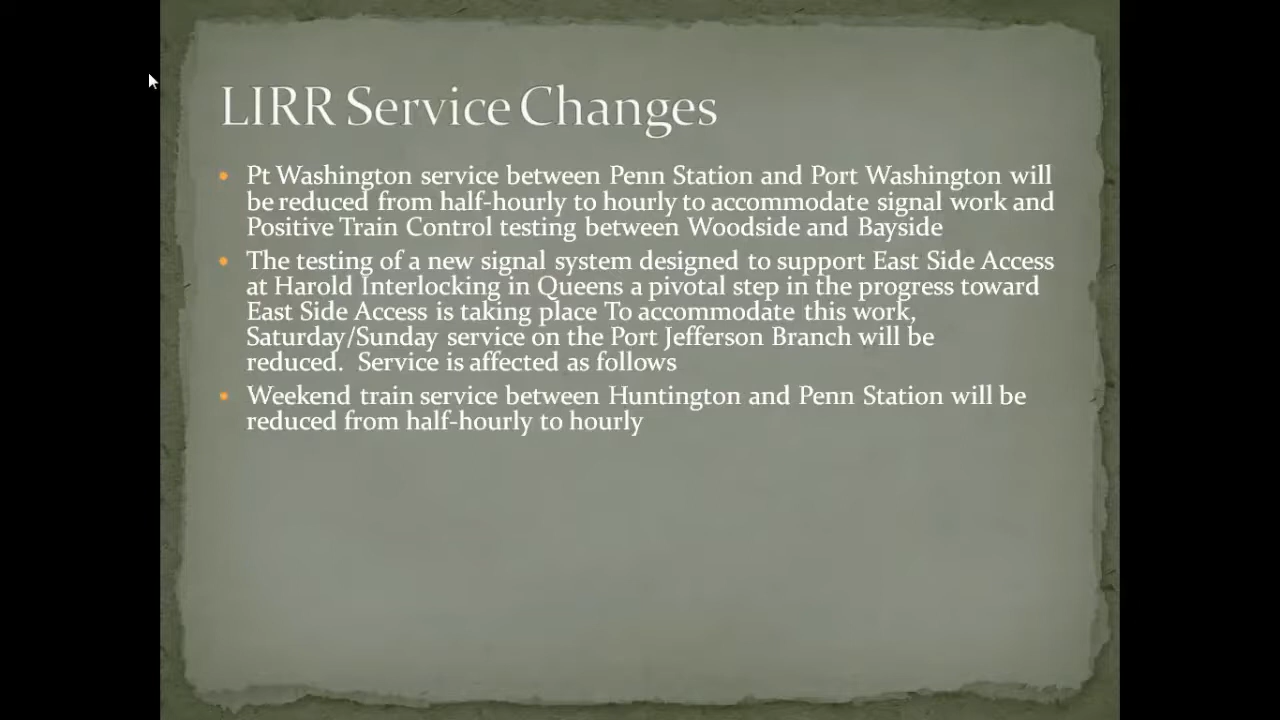 LIRR Service Changes
• Pt Washington service between Penn Station and Port Washington will
be reduced from half-hourly to hourly to accommodate signal work and
Positive Train Control testing between Woodside and Bayside
• The testing of a new signal system designed to support East Side Access
at Harold Interlocking in Queens a pivotal step in the progress toward
East Side Access is taking place To accommodate this work,
Saturday/Sunday service on the Port Jefferson Branch will be
reduced.  Service is affected as follows
• Weekend train service between Huntington and Penn Station will be
reduced from half-hourly to hourly